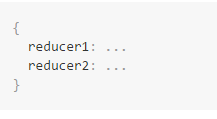 {
reducer1: ...
reducer2: ...
}